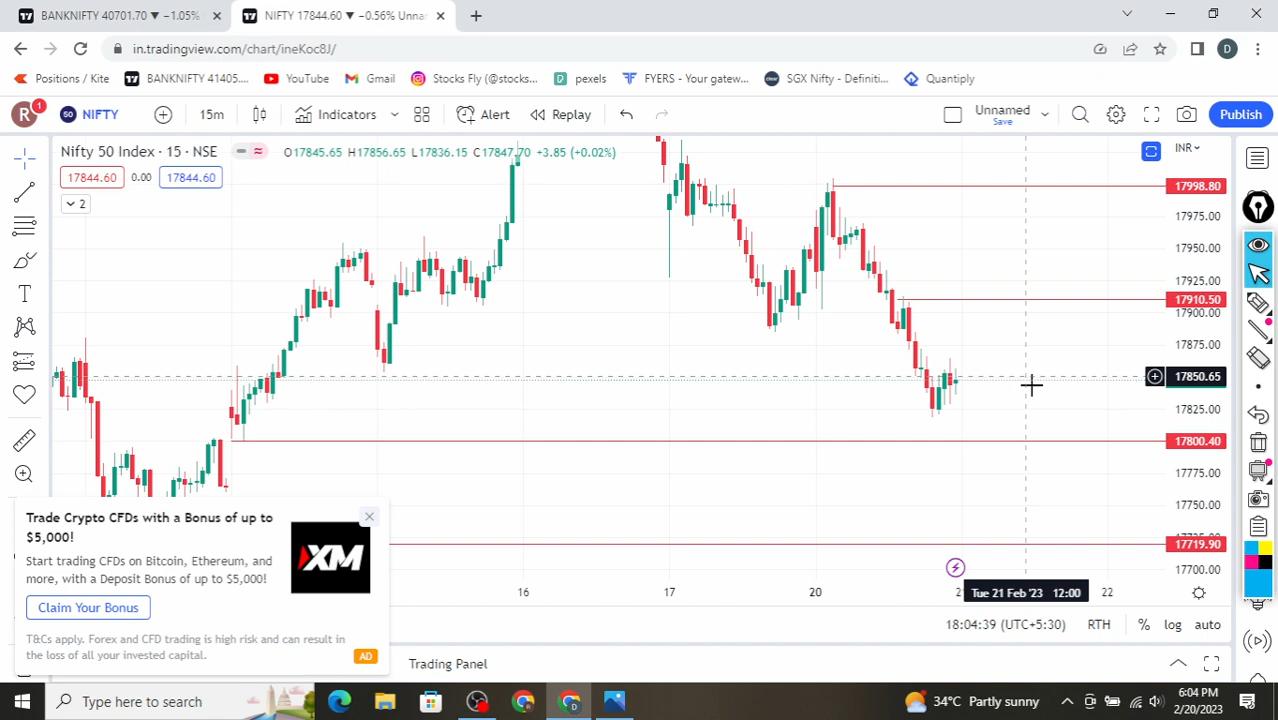 BANKNIFTY 40701.70 ▼ −1.05%
NIFTY 17844.60 ▼ −0.56% Unna
in.tradingview.com/chart/ineKoc8J/
D
Positions / Kite
BANKNIFTY 41405....
YouTube
Gmail
Stocks Fly (@stocks...
pexels
FYERS - Your gatew...
SGX Nifty - Definiti...
Quantiply
R
1
50
NIFTY
15m
Indicators
Alert
Replay
Unnamed
Save
Publish
Nifty 50 Index · 15 · NSE
O17845.65 H17856.65 L17836.15 C17847.70 +3.85 (+0.02%)
INR
17844.60
0.00
17844.60
2
17998.80
17975.00
17950.00
17925.00
17910.50
17900.00
17875.00
17850.65
17825.00
17800.40
17775.00
17750.00
17719.90
17700.00
Trade Crypto CFDs with a Bonus of up to
$5,000!
XM
Start trading CFDs on Bitcoin, Ethereum, and
more, with a Deposit Bonus of up to $5,000!
Claim Your Bonus
T&Cs apply. Forex and CFD trading is high risk and can result in
the loss of all your invested capital.
AD
16
17
20
Tue 21 Feb '23 12:00
22
18:04:39 (UTC+5:30)
RTH
%
log
auto
Trading Panel
Type here to search
D
34°C Partly sunny
6:04 PM
2/20/2023